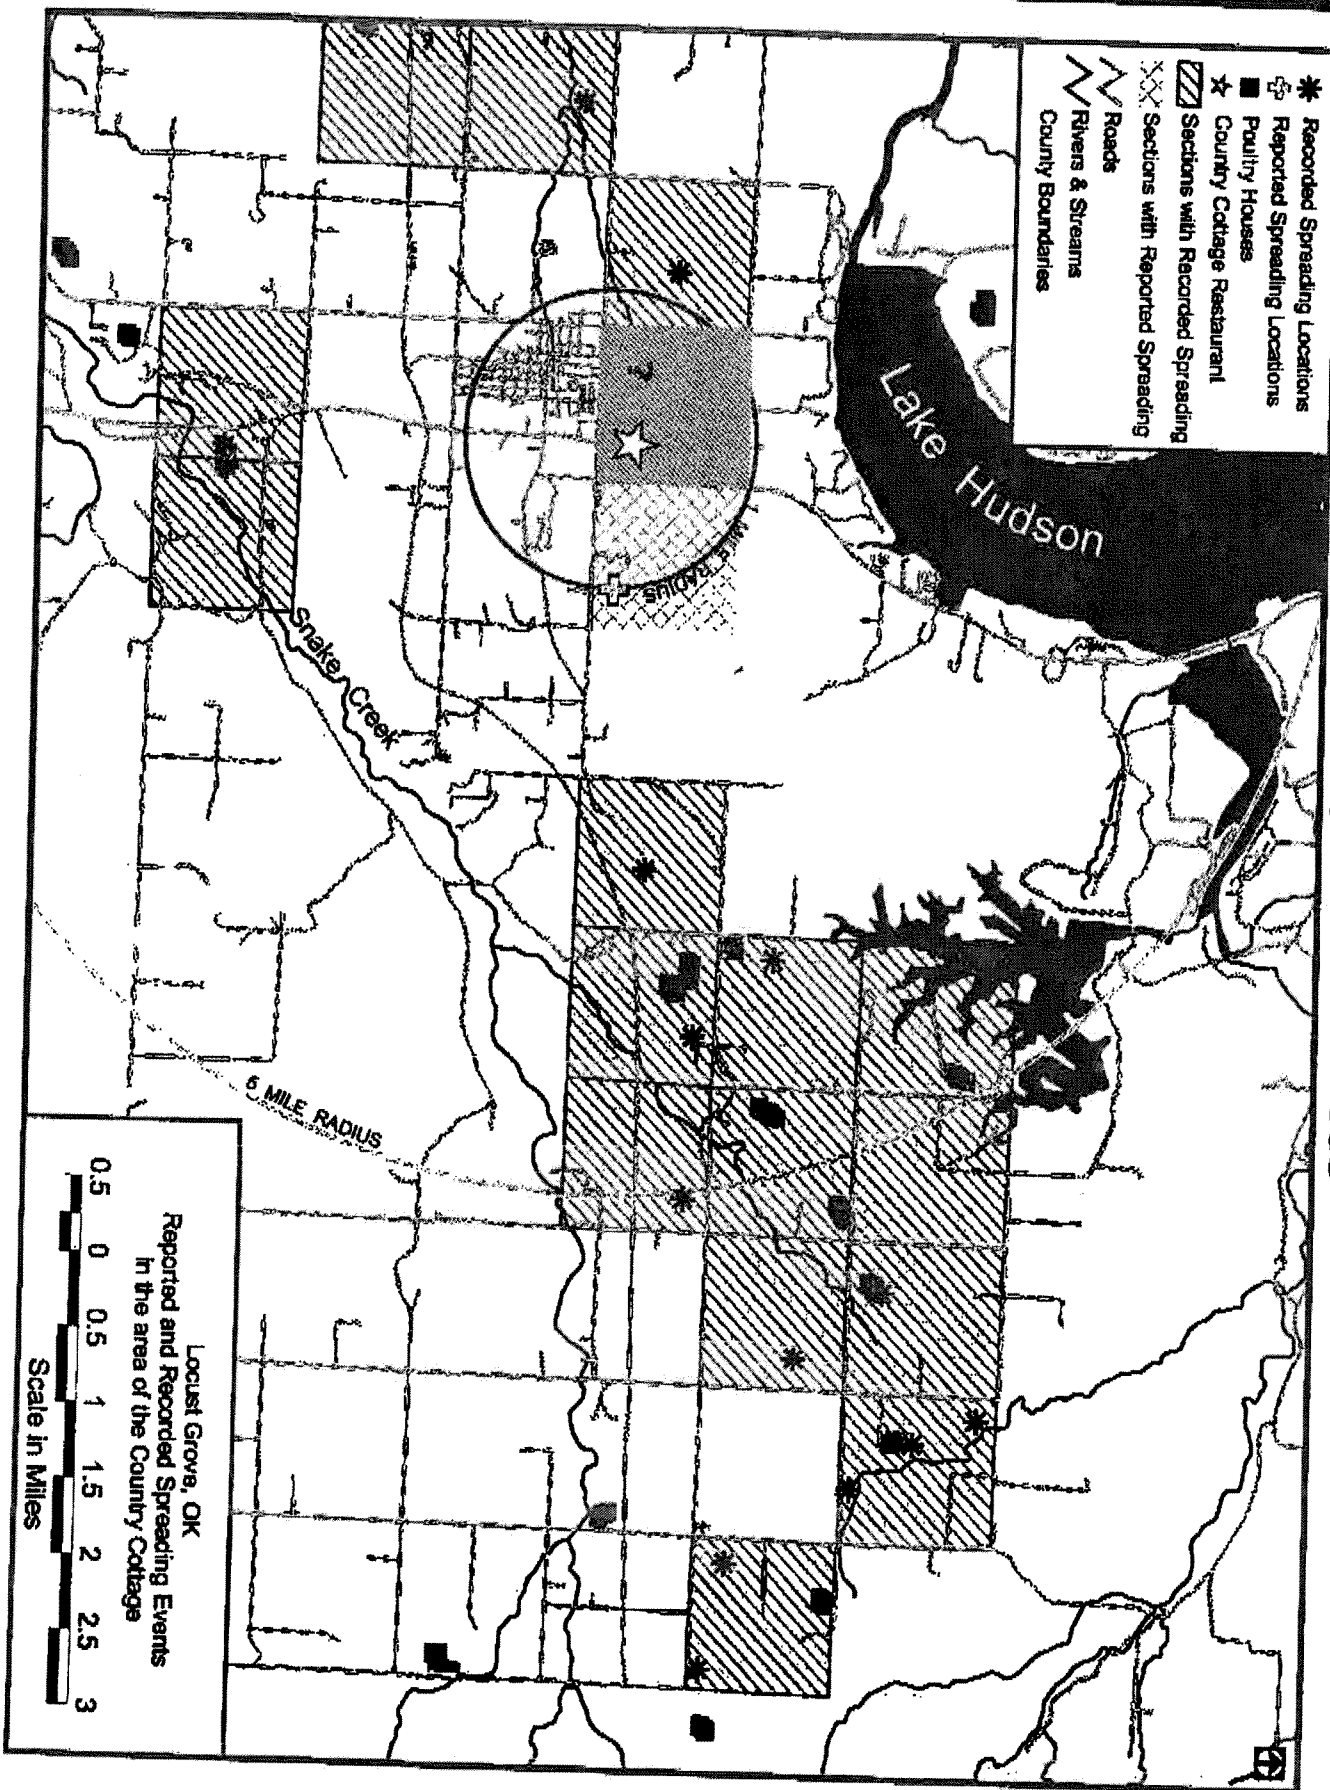 Recorded Spreading Locations
Reported Spreading Locations
Poultry Houses
Country Cottage Restaurant
Sections with Recorded Spreading
Sections with Reported Spreading
Roads
Rivers & Streams
County Boundaries
Lake Hudson
MILE RADIUS
Snake Creek
5 MILE RADIUS
Locust Grove, OK
Reported and Recorded Spreading Events
in the area of the Country Cottage
0.5 0 0.5 1 1.5 2 2.5 3
Scale in Miles